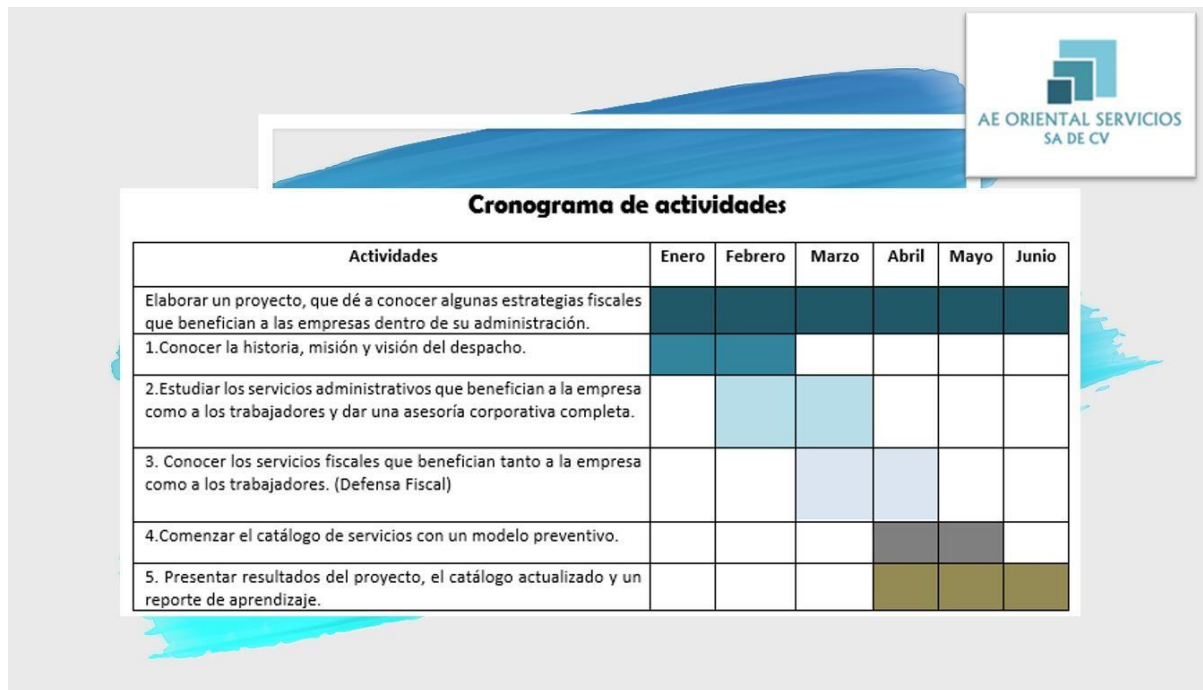 AE ORIENTAL SERVICIOS
SA DE CV
Cronograma de actividades
Actividades Enero Febrero Marzo Abril Mayo Junio
Elaborar un proyecto, que dé a conocer algunas estrategias fiscales
que benefician a las empresas dentro de su administración.
1.Conocer la historia, misión y visión del despacho.
2.Estudiar los servicios administrativos que benefician a la empresa
como a los trabajadores y dar una asesoría corporativa completa.
3. Conocer los servicios fiscales que benefician tanto a la empresa
como a los trabajadores. (Defensa Fiscal)
4.Comenzar el catálogo de servicios con un modelo preventivo.
5. Presentar resultados del proyecto, el catálogo actualizado y un
reporte de aprendizaje.